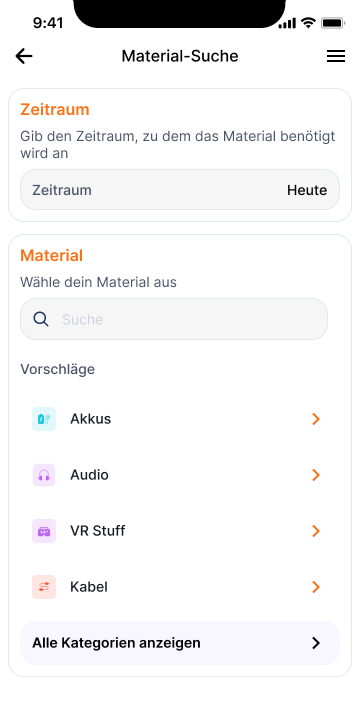 9:41
Material-Suche
Zeitraum
Gib den Zeitraum, zu dem das Material benötigt
wird an
Zeitraum Heute
Material
Wähle dein Material aus
Suche
Vorschläge
Akkus
Audio
VR Stuff
Kabel
Alle Kategorien anzeigen